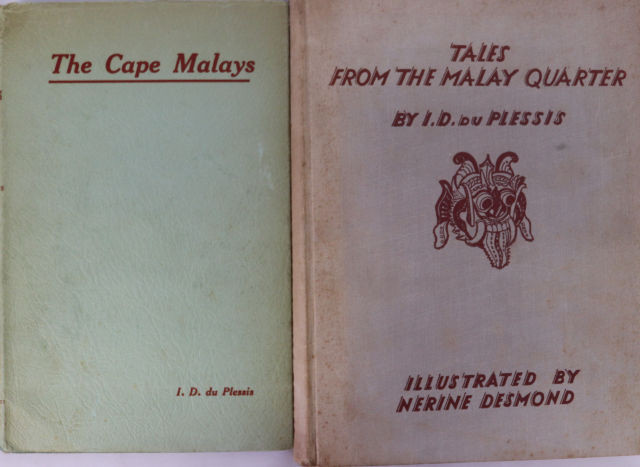 The Cape Malays
I. D. du Plessis
TALES
FROM THE MALAY QUARTER
BY I.D. DU PLESSIS
ILLUSTRATED BY
NERINE DESMOND